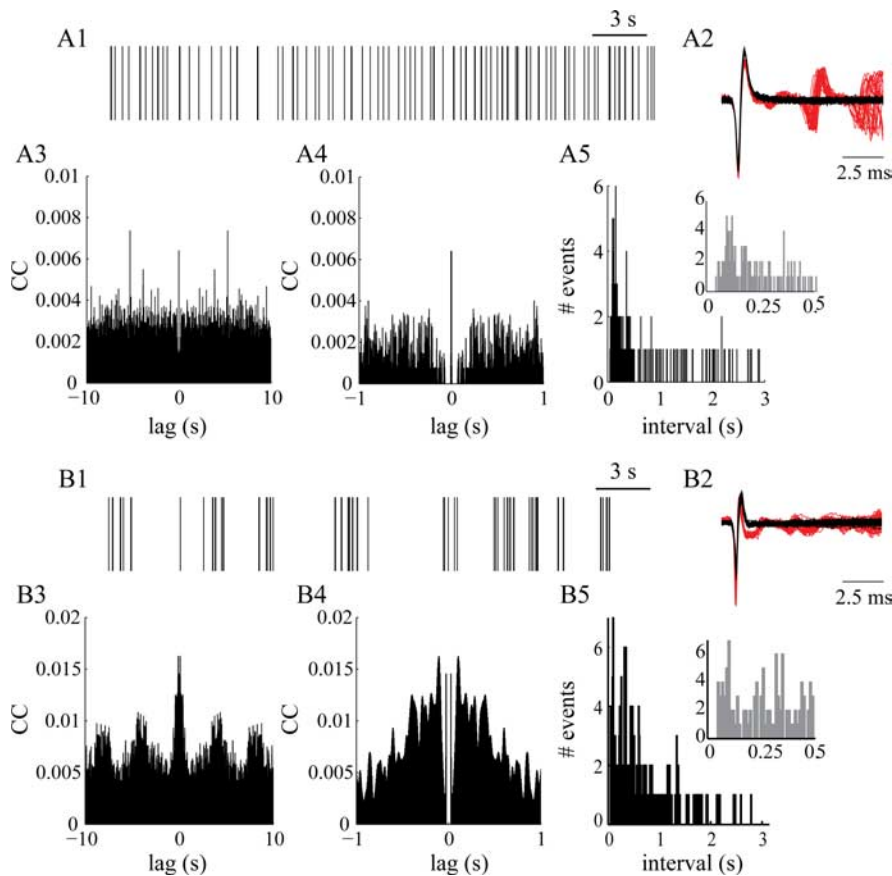 A1
3 s
A2
2.5 ms
A3
0.01
0.008
0.006
0.004
0.002
0
CC
-10
0
10
lag (s)
A4
0.01
0.008
0.006
0.004
0.002
0
CC
−1
0
1
lag (s)
A5
6
4
2
0
# events
0
1
2
3
interval (s)
6
4
2
0
0
0.25
0.5
B1
3 s
B2
2.5 ms
B3
0.02
0.015
0.01
0.005
0
CC
-10
0
10
lag (s)
B4
0.02
0.015
0.01
0.005
0
CC
−1
0
1
lag (s)
B5
6
4
2
0
# events
0
1
2
3
interval (s)
6
4
2
0
0
0.25
0.5